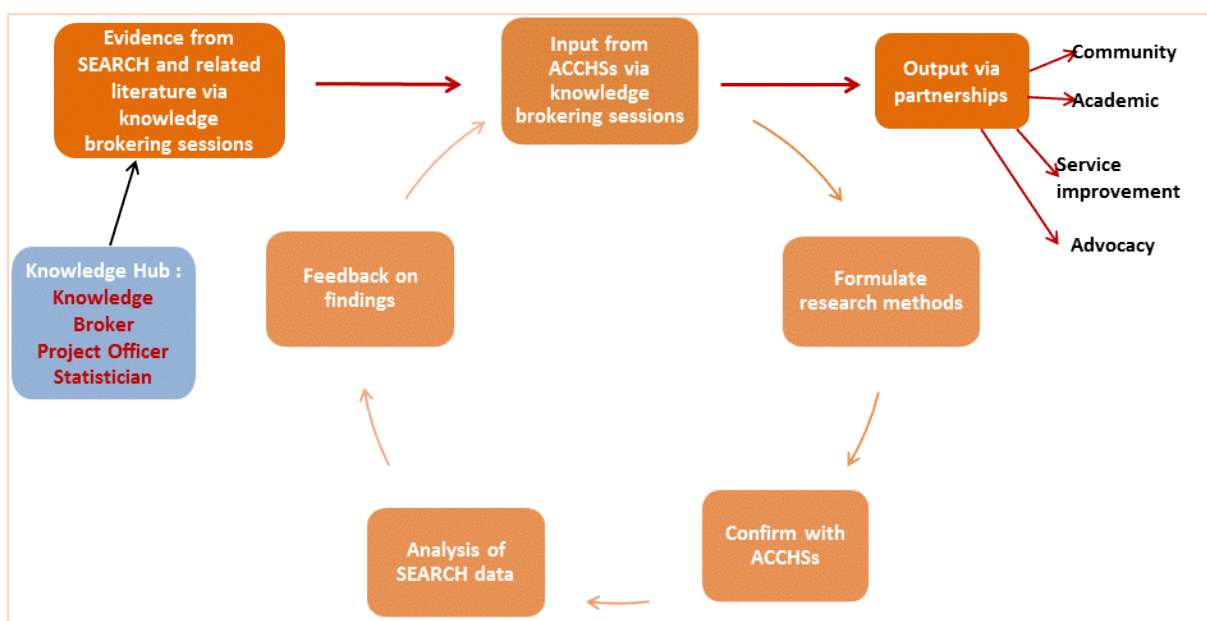 Evidence from
SEARCH and related
literature via
knowledge
brokering sessions
Input from
ACCHSs via
knowledge
brokering sessions
Output via
partnerships
Community
Academic
Service
improvement
Advocacy
Knowledge Hub :
Knowledge
Broker
Project Officer
Statistician
Feedback on
findings
Formulate
research methods
Analysis of
SEARCH data
Confirm with
ACCHSs